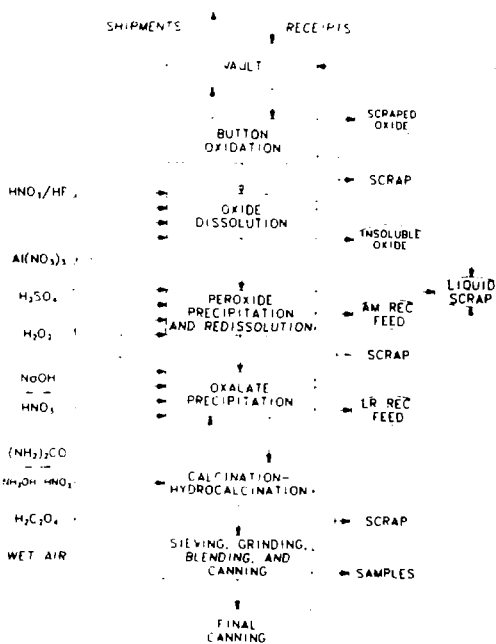 SHIPMENTS RECEIPTS
VAULT
BUTTON
OXIDATION
SCRAPED
OXIDE
SCRAP
HNO3/HF
OXIDE
DISSOLUTION
INSOLUBLE
OXIDE
Al(NO3)3
H2SO4
PEROXIDE
PRECIPITATION
AND REDISSOLUTION
H2O2
AM REC
FEED
LIQUID
SCRAP
SCRAP
NaOH
HNO3
OXALATE
PRECIPITATION
LR REC
FEED
(NH2)2CO
NH2OH HNO3
CALCINATION-
HYDROCALCINATION
H2C2O4
SCRAP
WET AIR
SIEVING, GRINDING,
BLENDING, AND
CANNING
SAMPLES
FINAL
CANNING